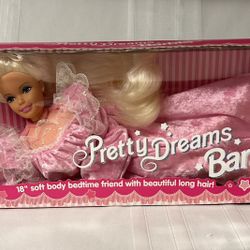 Pretty Dreams
Bar
18" soft body bedtime friend with beautiful long hair!